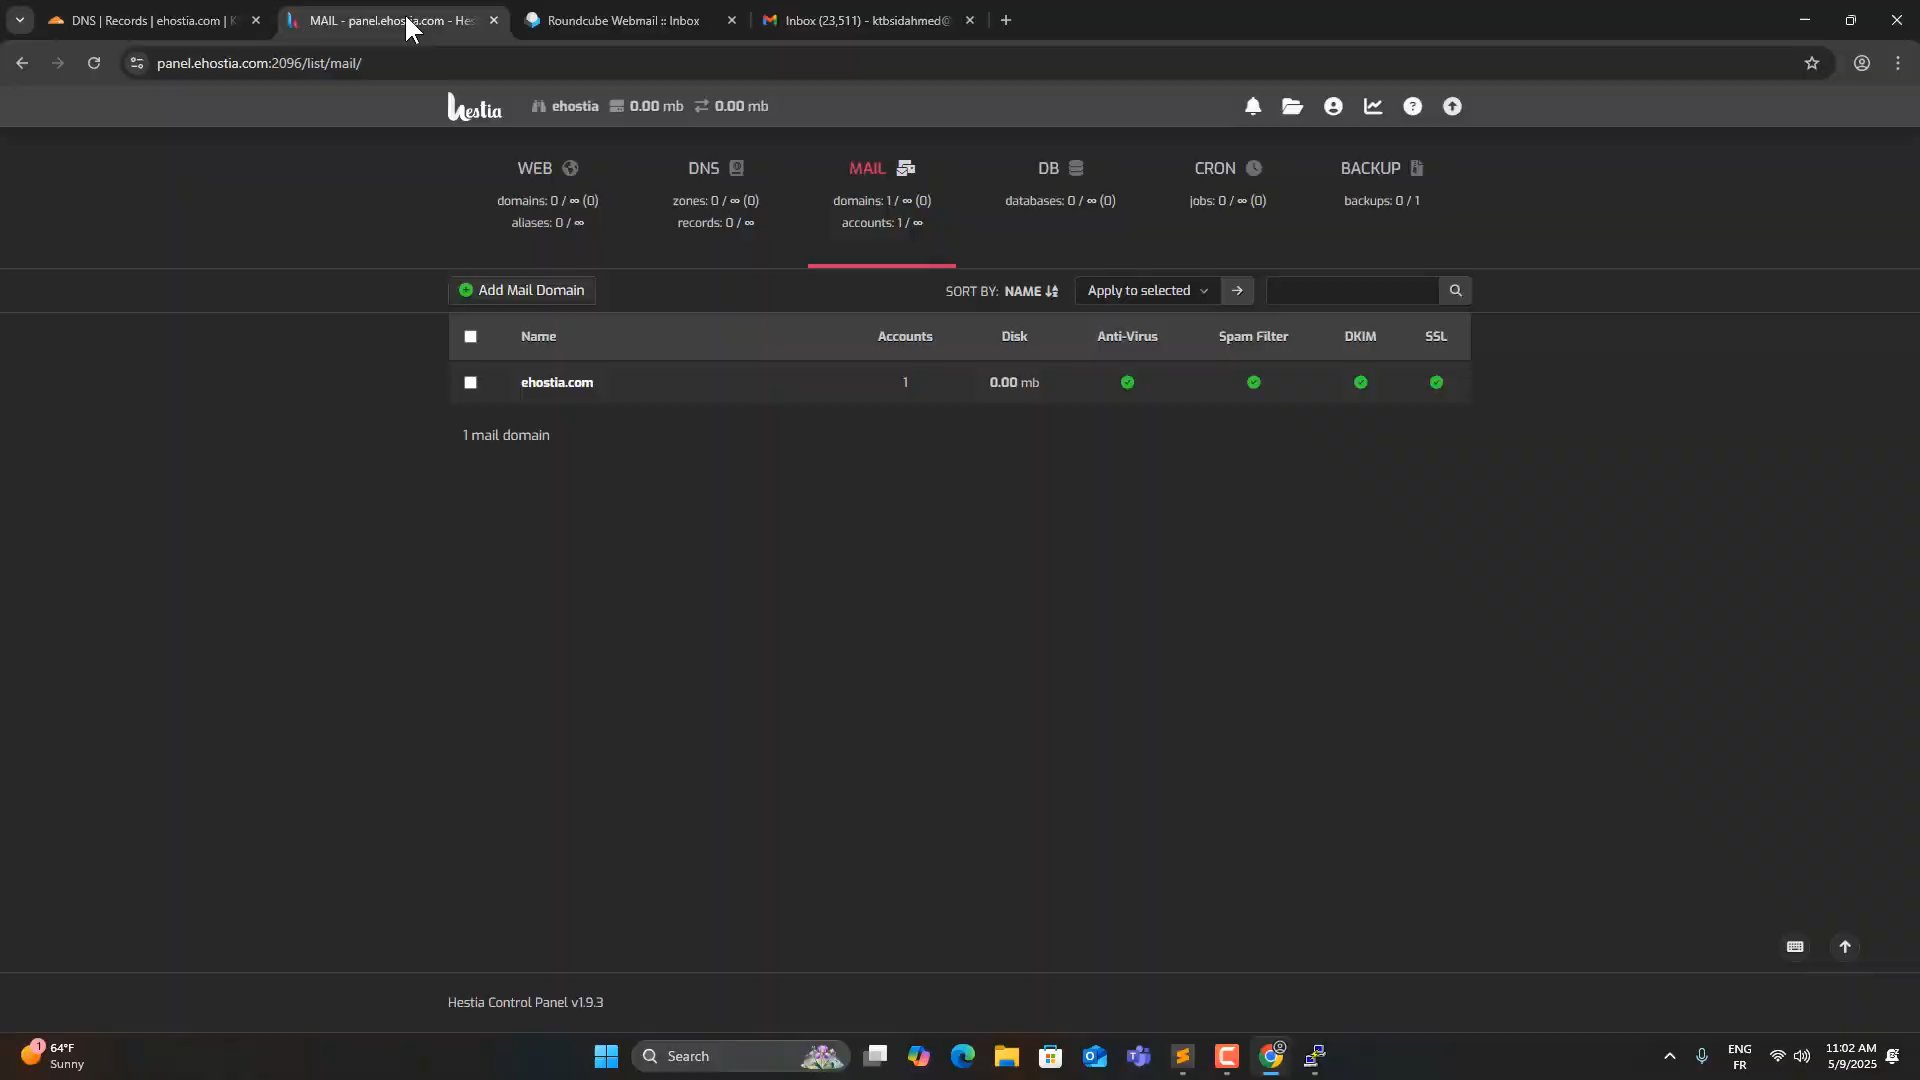 DNS | Records | ehostia.com |
MAIL - panel.ehostia.com - Hes
Roundcube Webmail :: Inbox
Inbox (23,511) - ktbsidahmed@
panel.ehostia.com:2096/list/mail/
hestia
ehostia 0.00 mb 0.00 mb
WEB
domains: 0 / ∞ (0)
aliases: 0 / ∞
DNS
zones: 0 / ∞ (0)
records: 0 / ∞
MAIL
domains: 1 / ∞ (0)
accounts: 1 / ∞
DB
databases: 0 / ∞ (0)
CRON
jobs: 0 / ∞ (0)
BACKUP
backups: 0 / 1
Add Mail Domain
SORT BY: NAME
Apply to selected
Name Accounts Disk Anti-Virus Spam Filter DKIM SSL
ehostia.com 1 0.00 mb
1 mail domain
Hestia Control Panel v1.9.3
1
64°F
Sunny
Search
ENG
FR
11:02 AM
5/9/2025